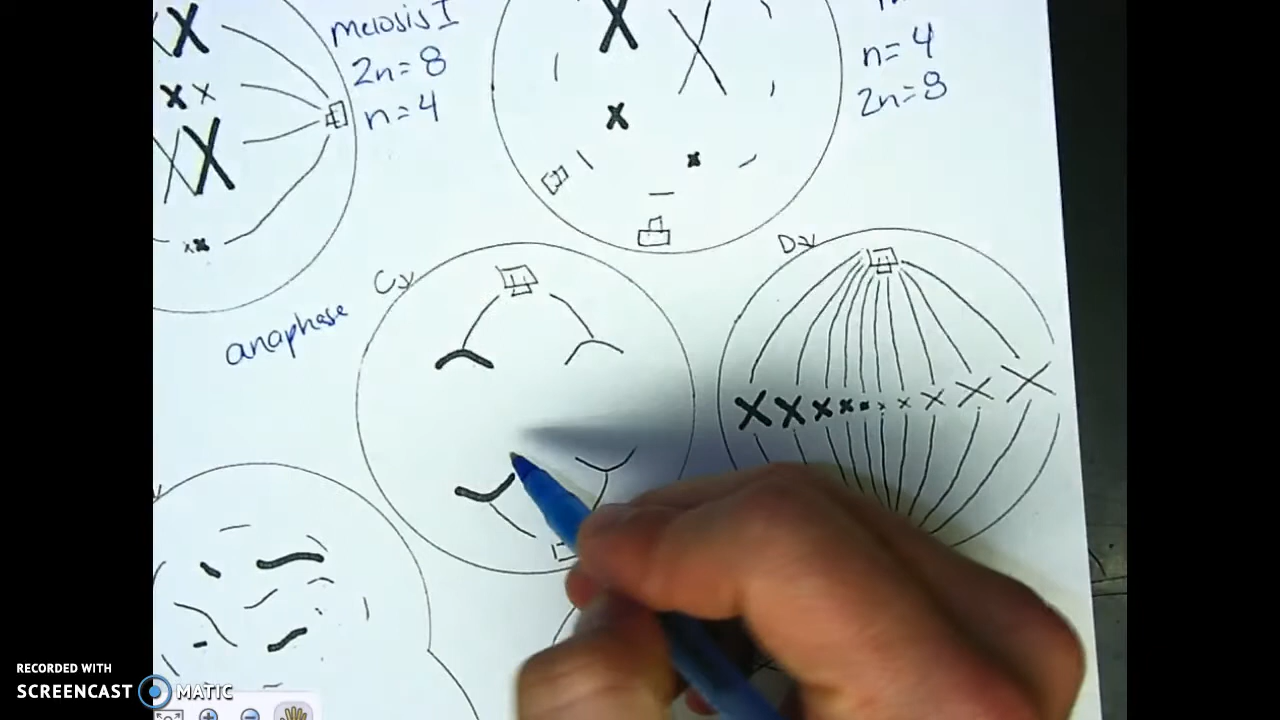 meiosis I
2n = 8
n = 4
n = 4
2n = 8
C
D
anaphase
RECORDED WITH
SCREENCAST MATIC